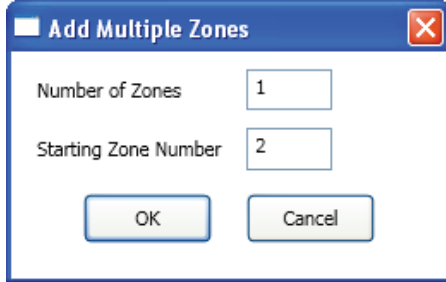 Add Multiple Zones
Number of Zones 1
Starting Zone Number 2
OK Cancel